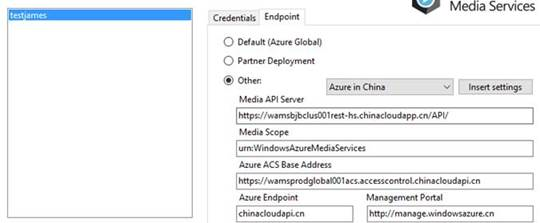 Media Services
testjames
Credentials Endpoint
Default (Azure Global)
Partner Deployment
Other: Azure in China Insert settings
Media API Server
https://wamsbjbclus001rest-hs.chinacloudapp.cn/API/
Media Scope
urn:WindowsAzureMediaServices
Azure ACS Base Address
https://wamsprodglobal001acs.accesscontrol.chinacloudapi.cn
Azure Endpoint Management Portal
chinacloudapi.cn http://manage.windowsazure.cn